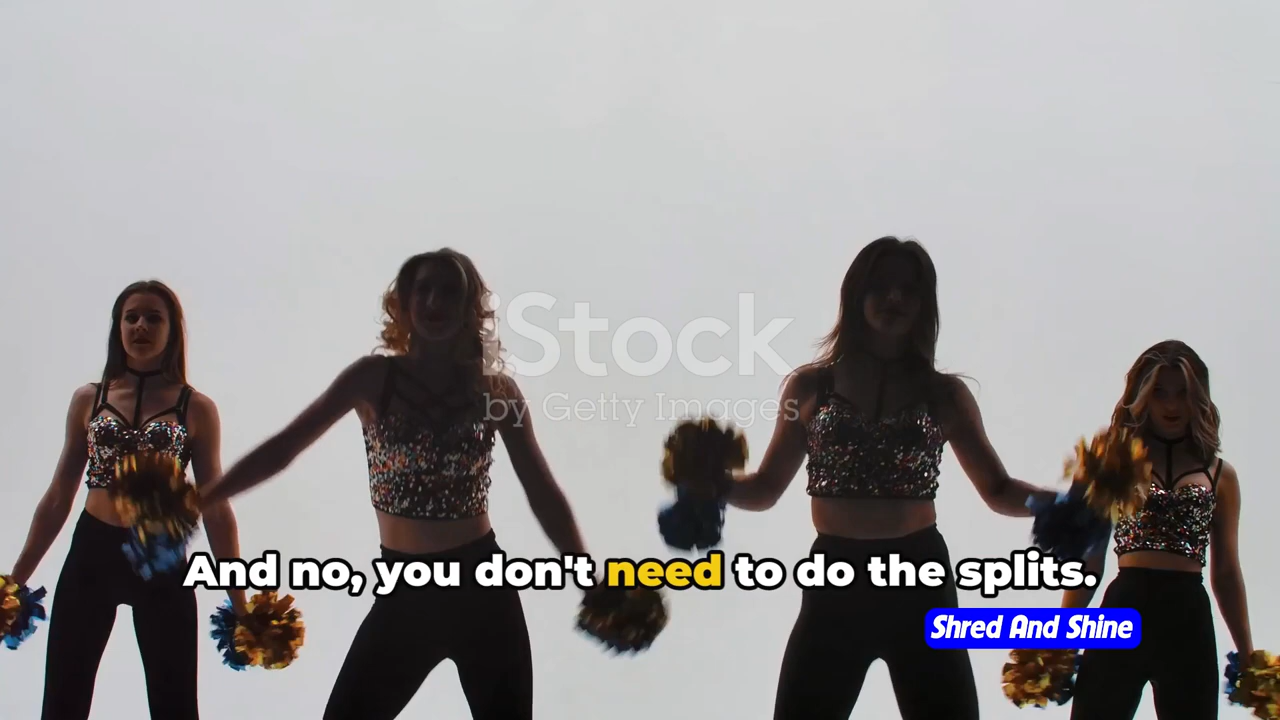 iStock
by Getty Images
And no, you don't need to do the splits.
Shred And Shine